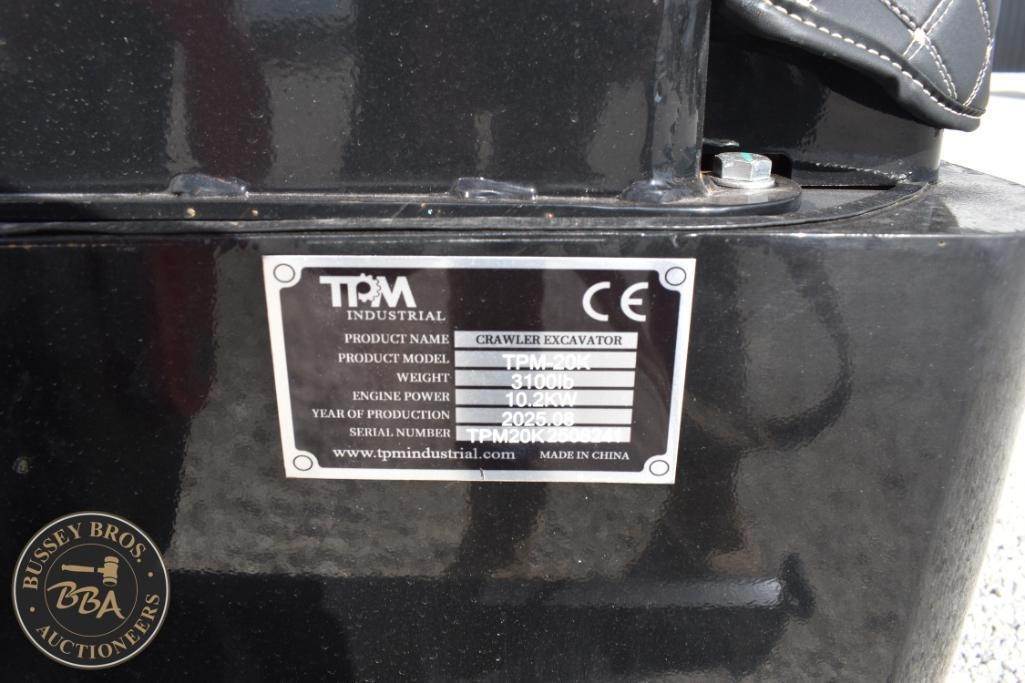 TPM
INDUSTRIAL
CE
PRODUCT NAME CRAWLER EXCAVATOR
PRODUCT MODEL TPM-20K
WEIGHT 3100lb
ENGINE POWER 10.2KW
YEAR OF PRODUCTION 2025.08
SERIAL NUMBER
www.tpmindustrial.com MADE IN CHINA
BUSSEY BROS.
BBA
AUCTIONEERS